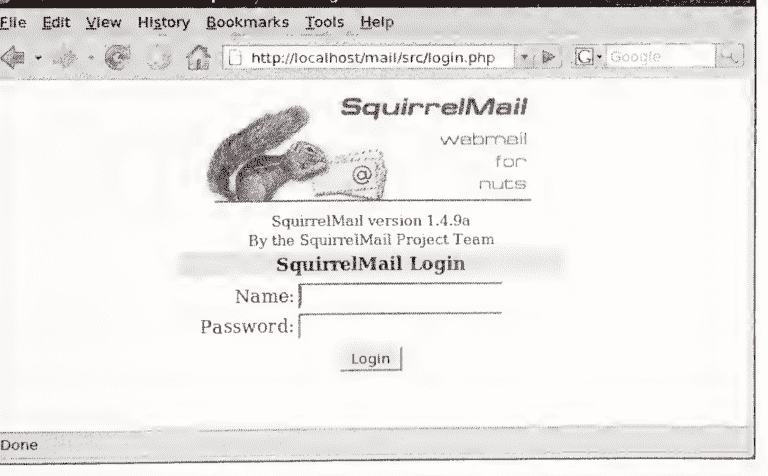 File Edit View History Bookmarks Tools Help
http://localhost/mail/src/login.php G Google
SquirrelMail
webmail
for
nuts
@
SquirrelMail version 1.4.9a
By the SquirrelMail Project Team
SquirrelMail Login
Name:
Password:
Login
Done